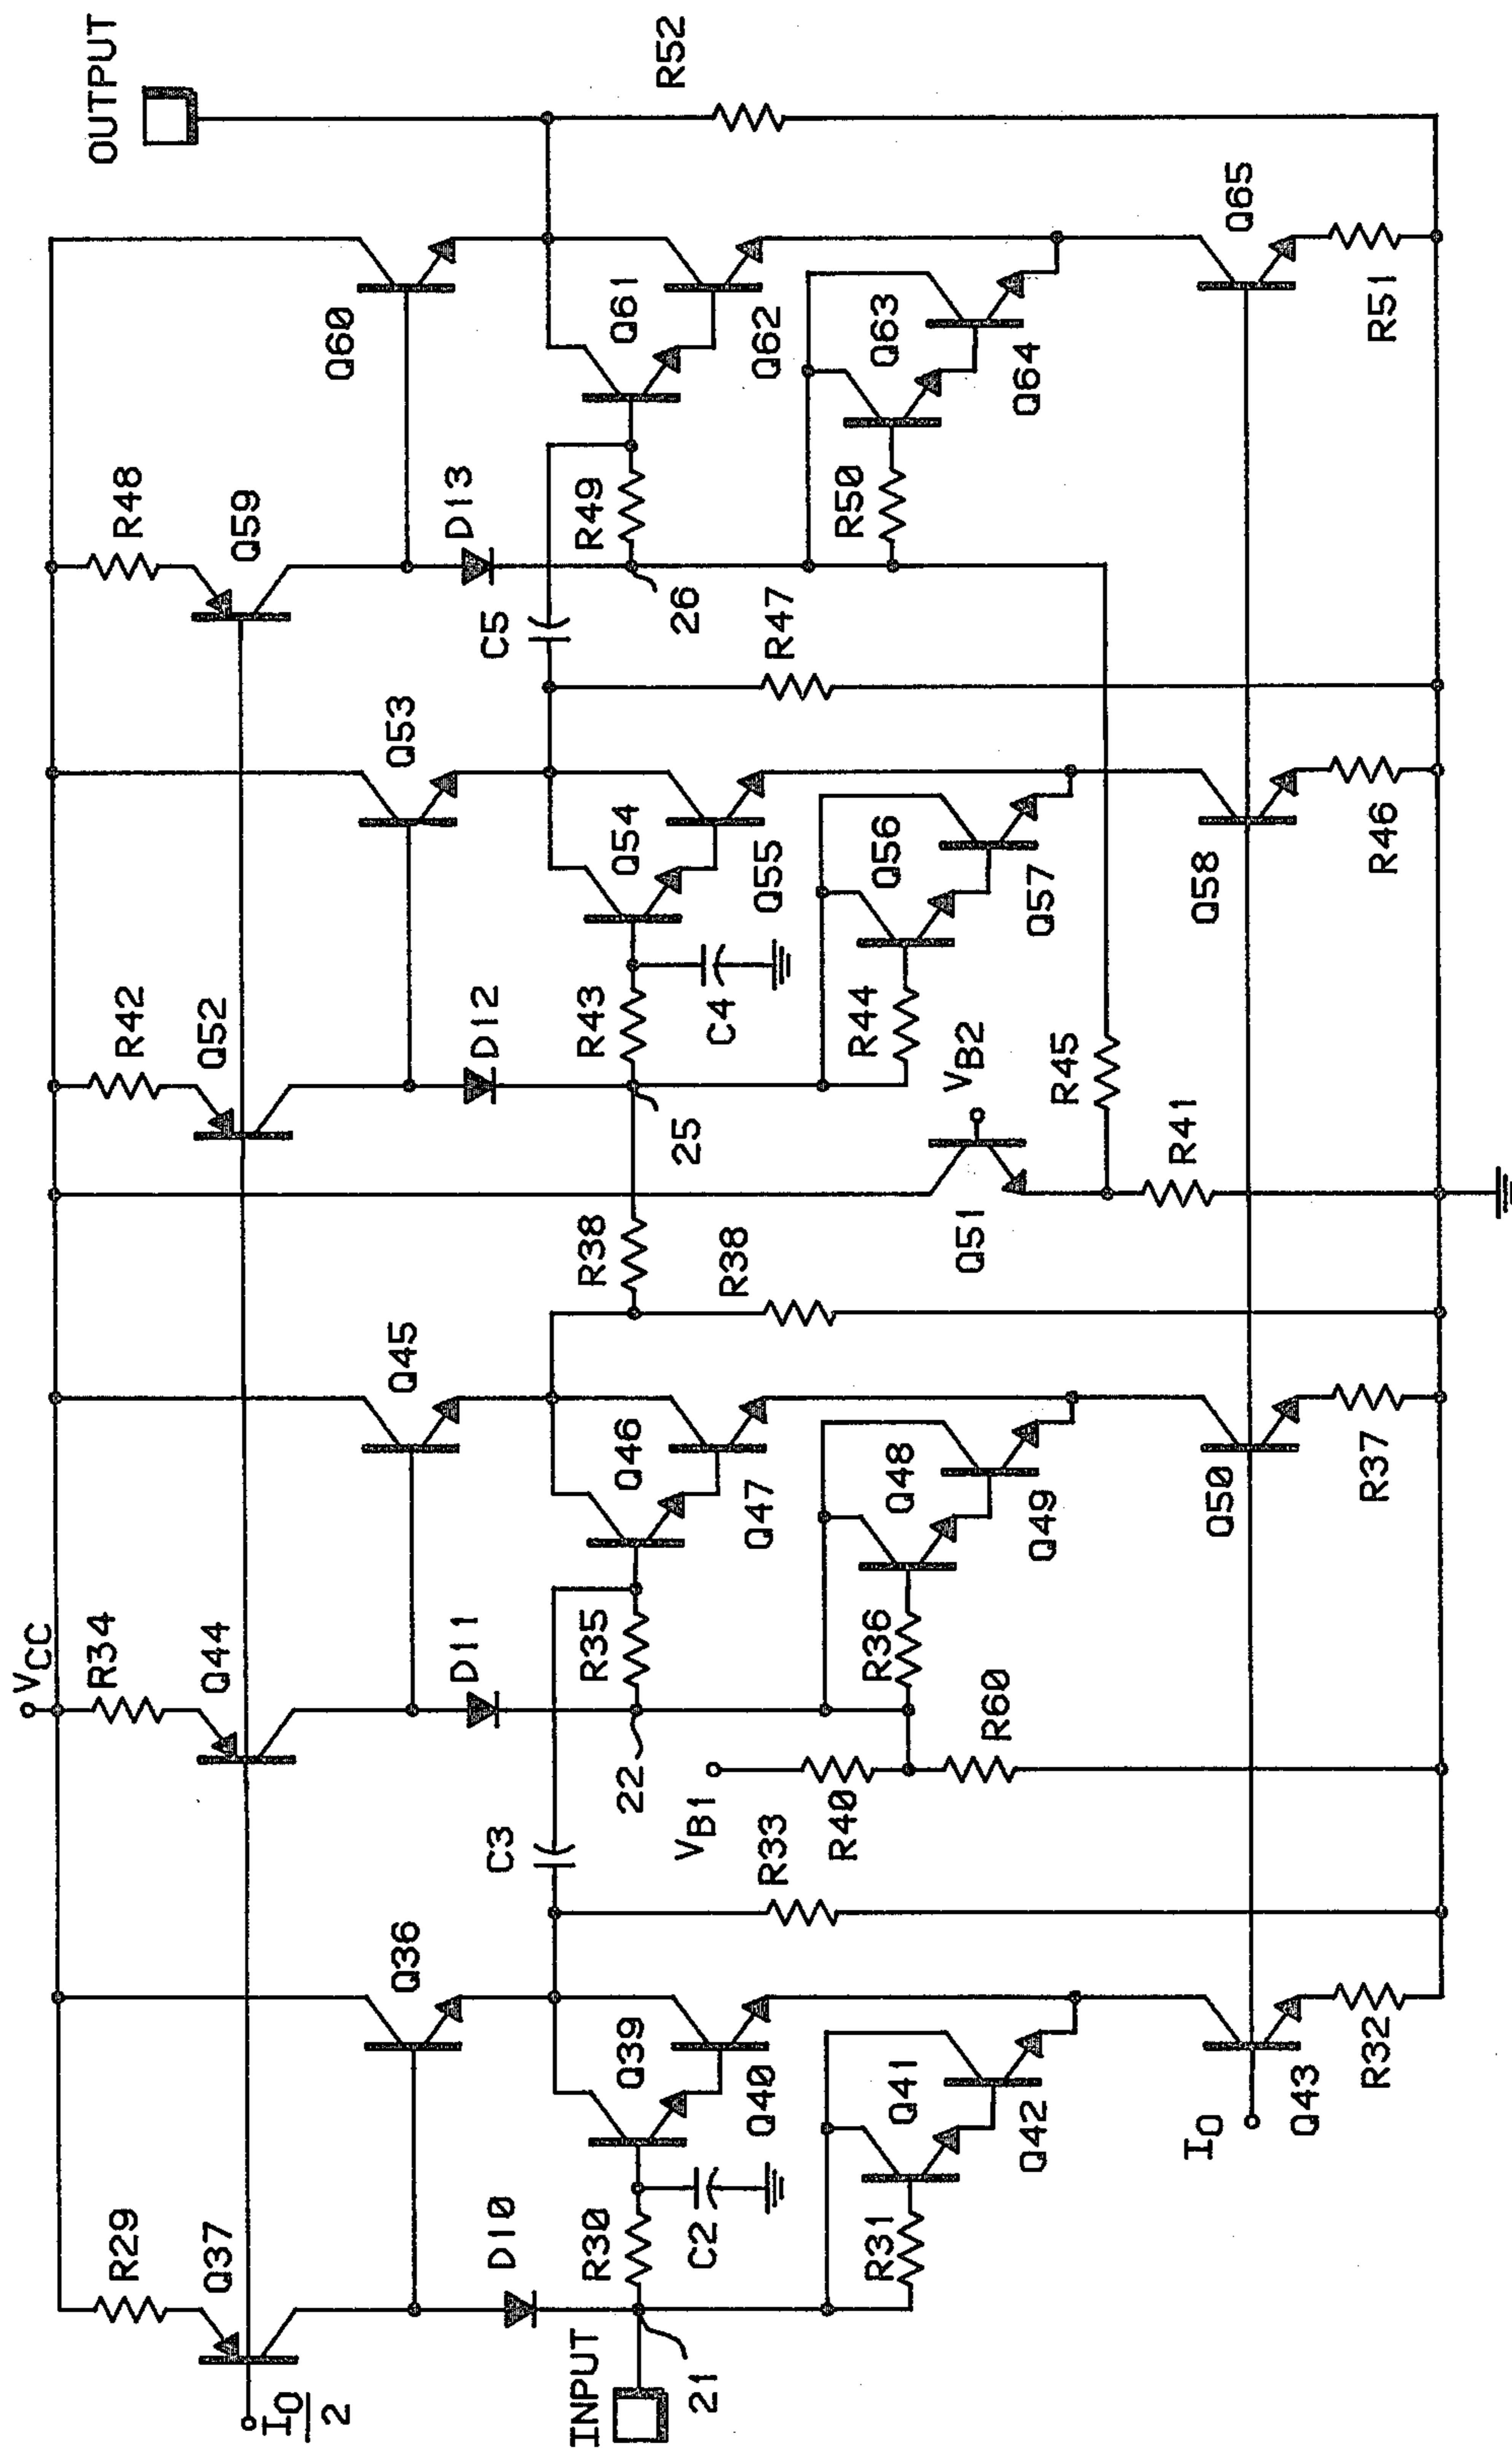 VCC
OUTPUT
R29
Q37
IO/2
R34
Q44
R42
Q52
R48
Q59
Q36
Q45
Q53
Q60
D10
D11
D12
D13
INPUT
21
R30
C2
Q39
Q40
C3
22
R35
Q46
Q47
R38
25
R43
C4
Q54
Q55
C5
26
R49
Q61
Q62
R52
R31
Q41
Q42
R33
VB1
R40
R60
R36
Q48
Q49
R38
Q51
VB2
R44
Q56
Q57
R45
R41
R47
R50
Q63
Q64
IO
Q43
R32
Q50
R37
Q58
R46
Q65
R51